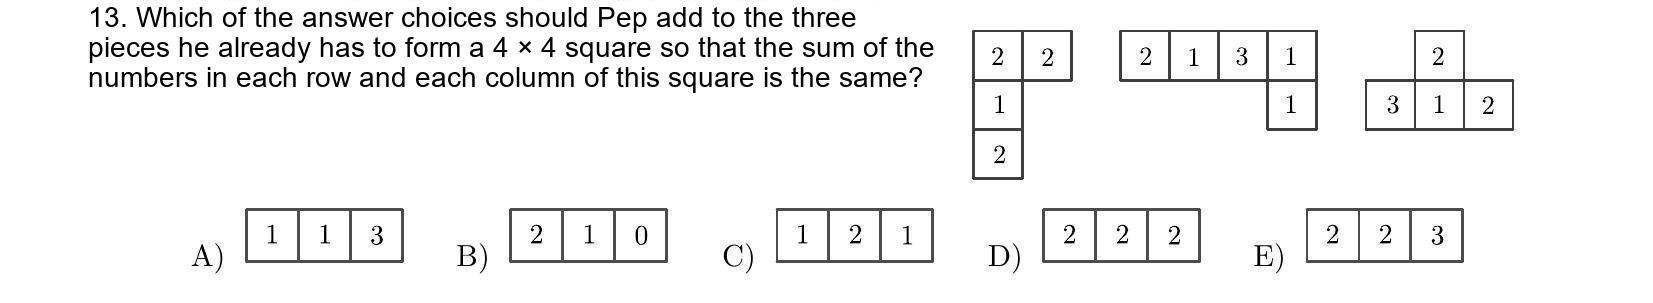 13. Which of the answer choices should Pep add to the three
pieces he already has to form a 4 × 4 square so that the sum of the
numbers in each row and each column of this square is the same?
2 2
1
2
2 1 3 1
1
2
3 1 2
A) 1 1 3
B) 2 1 0
C) 1 2 1
D) 2 2 2
E) 2 2 3